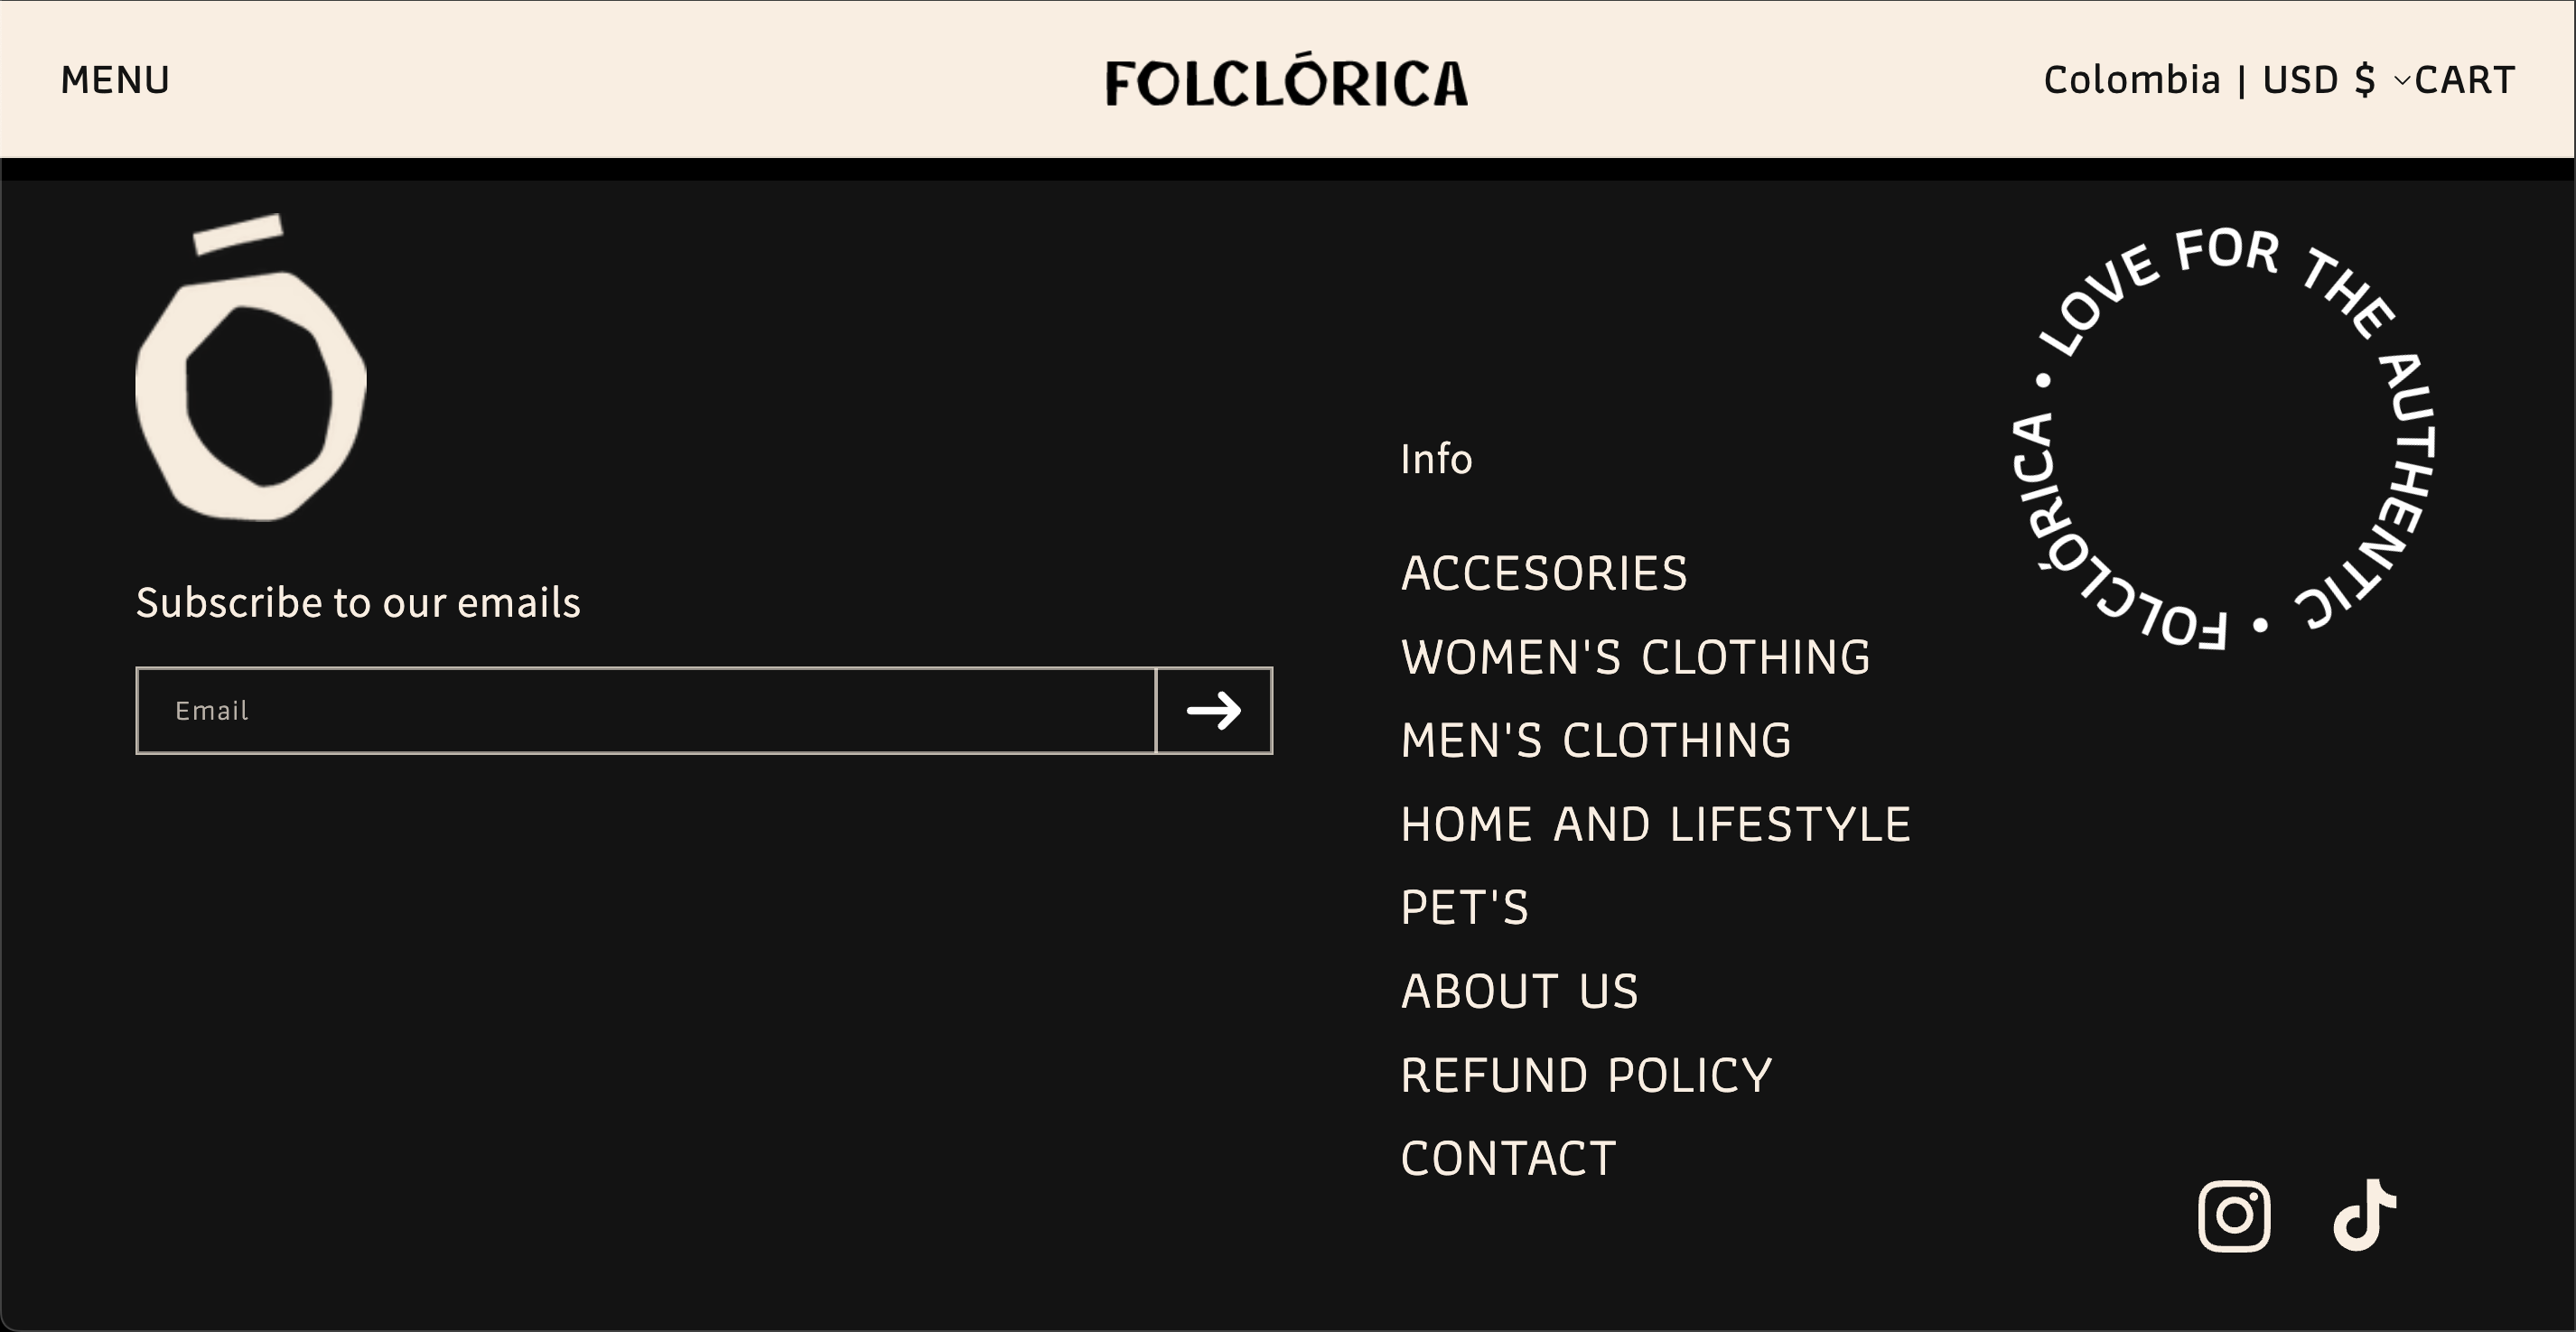 MENU
FOLCLÓRICA
Colombia | USD $ CART
Ó
Subscribe to our emails
Email
Info
ACCESORIES
WOMEN'S CLOTHING
MEN'S CLOTHING
HOME AND LIFESTYLE
PET'S
ABOUT US
REFUND POLICY
CONTACT
LOVE FOR THE AUTHENTIC • FOLCLÓRICA •